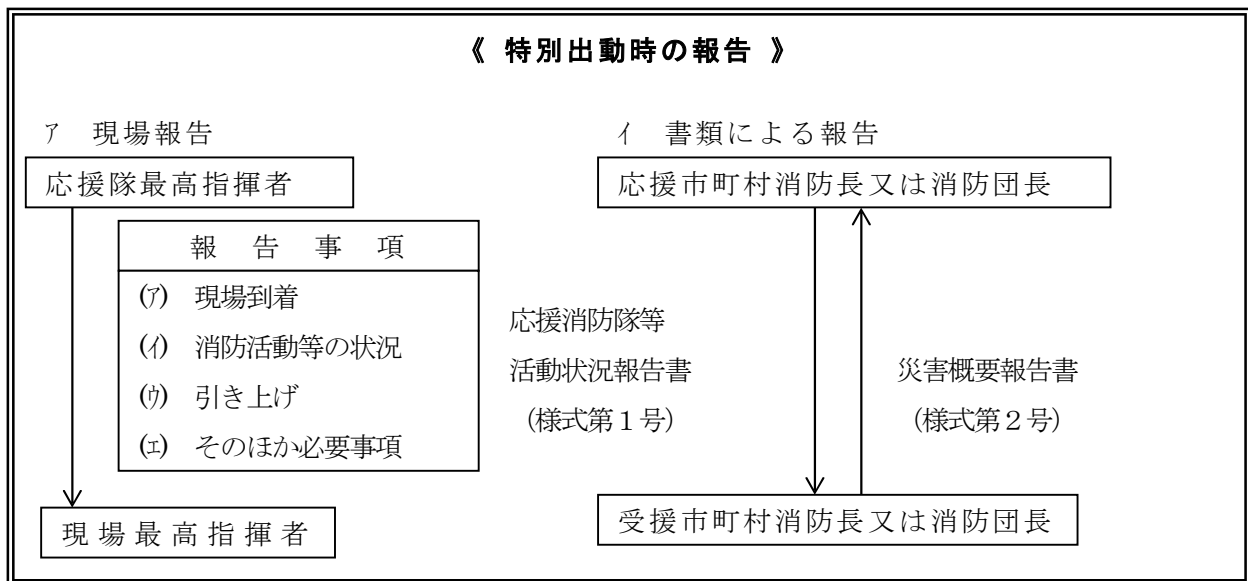 《 特別出動時の報告 》
ア 現場報告
応援隊最高指揮者
報 告 事 項
(ア) 現場到着
(イ) 消防活動等の状況
(ウ) 引き上げ
(エ) そのほか必要事項
現場最高指揮者
イ 書類による報告
応援市町村消防長又は消防団長
応援消防隊等
活動状況報告書
(様式第1号)
災害概要報告書
(様式第2号)
受援市町村消防長又は消防団長